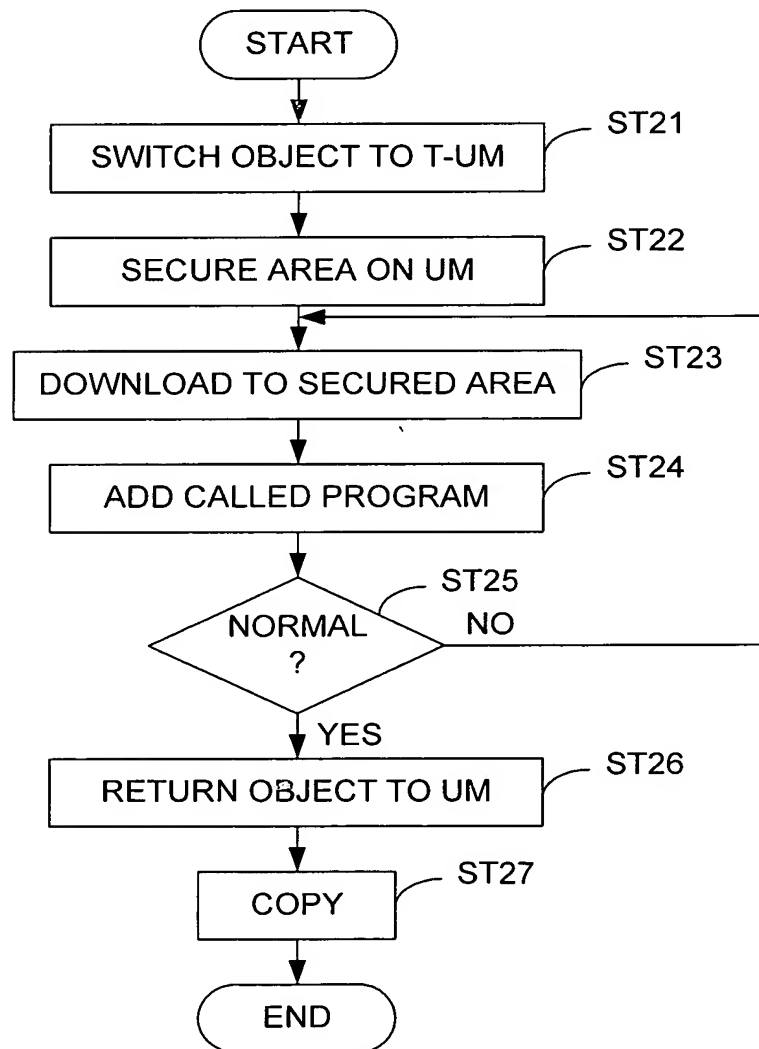 START
ST21
SWITCH OBJECT TO T-UM
ST22
SECURE AREA ON UM
ST23
DOWNLOAD TO SECURED AREA
ST24
ADD CALLED PROGRAM
ST25
NORMAL
?
NO
YES
ST26
RETURN OBJECT TO UM
ST27
COPY
END